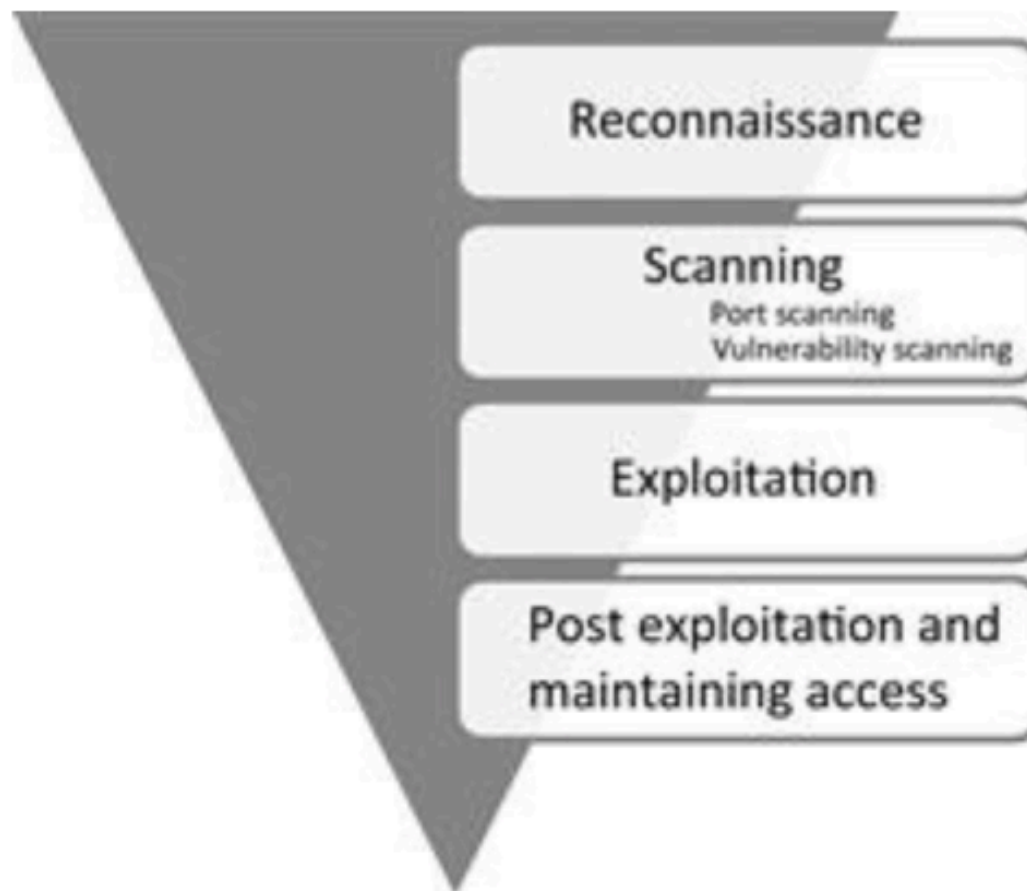 Reconnaissance
Scanning
Port scanning
Vulnerability scanning
Exploitation
Post exploitation and
maintaining access